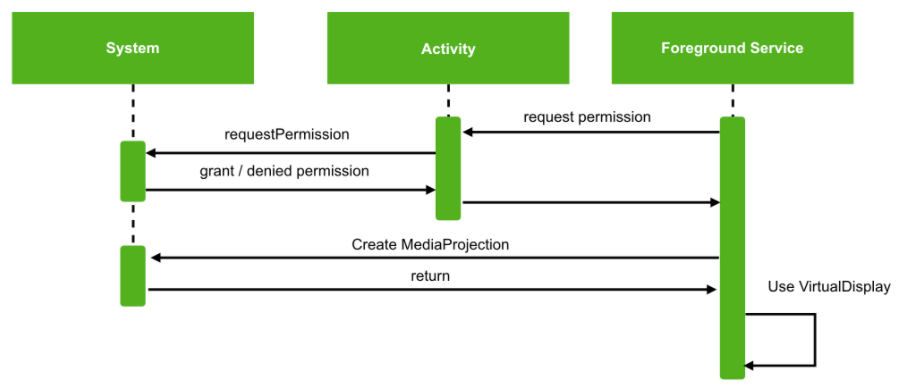 System
Activity
Foreground Service
request permission
requestPermission
grant / denied permission
Create MediaProjection
return
Use VirtualDisplay